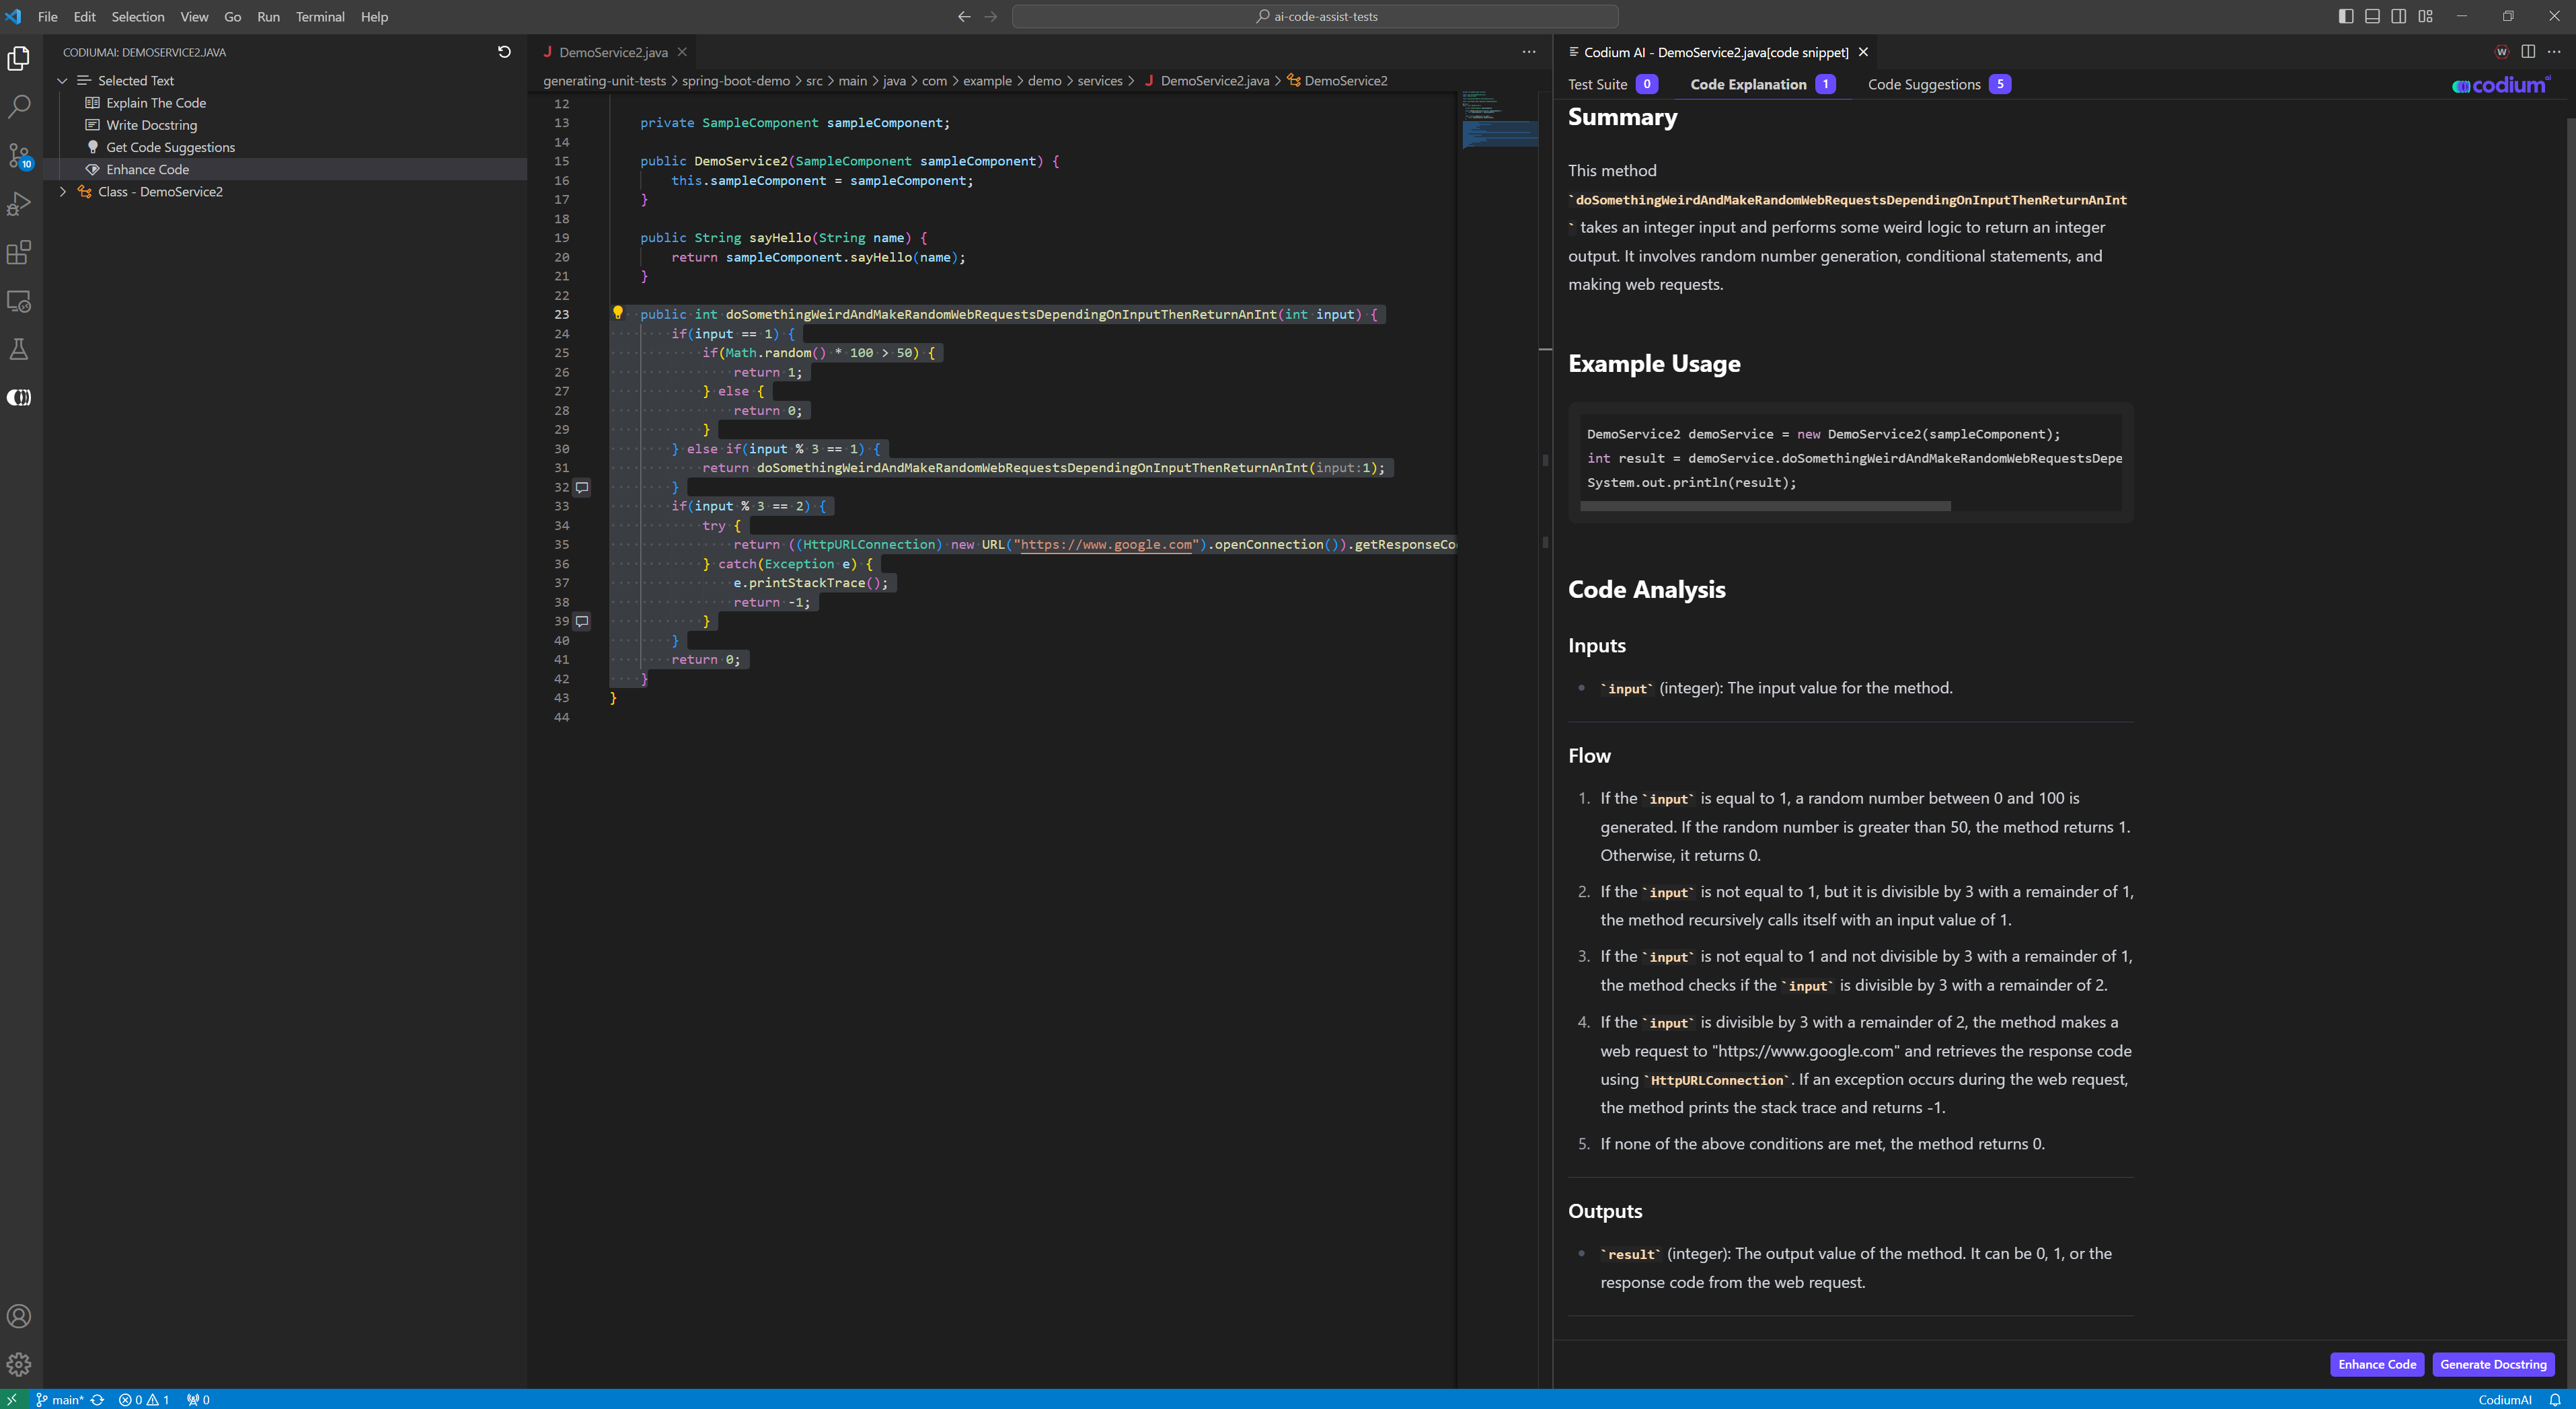 File Edit Selection View Go Run Terminal Help
ai-code-assist-tests
CODIUMAI: DEMOSERVICE2.JAVA
Selected Text
Explain The Code
Write Docstring
Get Code Suggestions
Enhance Code
Class - DemoService2
10
DemoService2.java
generating-unit-tests > spring-boot-demo > src > main > java > com > example > demo > services > DemoService2.java > DemoService2
12
13 private SampleComponent sampleComponent;
14
15 public DemoService2(SampleComponent sampleComponent) {
16 this.sampleComponent = sampleComponent;
17 }
18
19 public String sayHello(String name) {
20 return sampleComponent.sayHello(name);
21 }
22
23 public int doSomethingWeirdAndMakeRandomWebRequestsDependingOnInputThenReturnAnInt(int input) {
24 if(input == 1) {
25 if(Math.random() * 100 > 50) {
26 return 1;
27 } else {
28 return 0;
29 }
30 } else if(input % 3 == 1) {
31 return doSomethingWeirdAndMakeRandomWebRequestsDependingOnInputThenReturnAnInt(input:1);
32 }
33 if(input % 3 == 2) {
34 try {
35 return ((HttpURLConnection) new URL("https://www.google.com").openConnection()).getResponseCo
36 } catch(Exception e) {
37 e.printStackTrace();
38 return -1;
39 }
40 }
41 return 0;
42 }
43 }
44
Codium AI - DemoService2.java[code snippet]
Test Suite 0 Code Explanation 1 Code Suggestions 5
codium ai
Summary
This method
`doSomethingWeirdAndMakeRandomWebRequestsDependingOnInputThenReturnAnInt
` takes an integer input and performs some weird logic to return an integer
output. It involves random number generation, conditional statements, and
making web requests.
Example Usage
DemoService2 demoService = new DemoService2(sampleComponent);
int result = demoService.doSomethingWeirdAndMakeRandomWebRequestsDepe
System.out.println(result);
Code Analysis
Inputs
`input` (integer): The input value for the method.
Flow
1. If the `input` is equal to 1, a random number between 0 and 100 is
generated. If the random number is greater than 50, the method returns 1.
Otherwise, it returns 0.
2. If the `input` is not equal to 1, but it is divisible by 3 with a remainder of 1,
the method recursively calls itself with an input value of 1.
3. If the `input` is not equal to 1 and not divisible by 3 with a remainder of 1,
the method checks if the `input` is divisible by 3 with a remainder of 2.
4. If the `input` is divisible by 3 with a remainder of 2, the method makes a
web request to "https://www.google.com" and retrieves the response code
using `HttpURLConnection`. If an exception occurs during the web request,
the method prints the stack trace and returns -1.
5. If none of the above conditions are met, the method returns 0.
Outputs
`result` (integer): The output value of the method. It can be 0, 1, or the
response code from the web request.
Enhance Code Generate Docstring
main* 0 1 0
CodiumAI